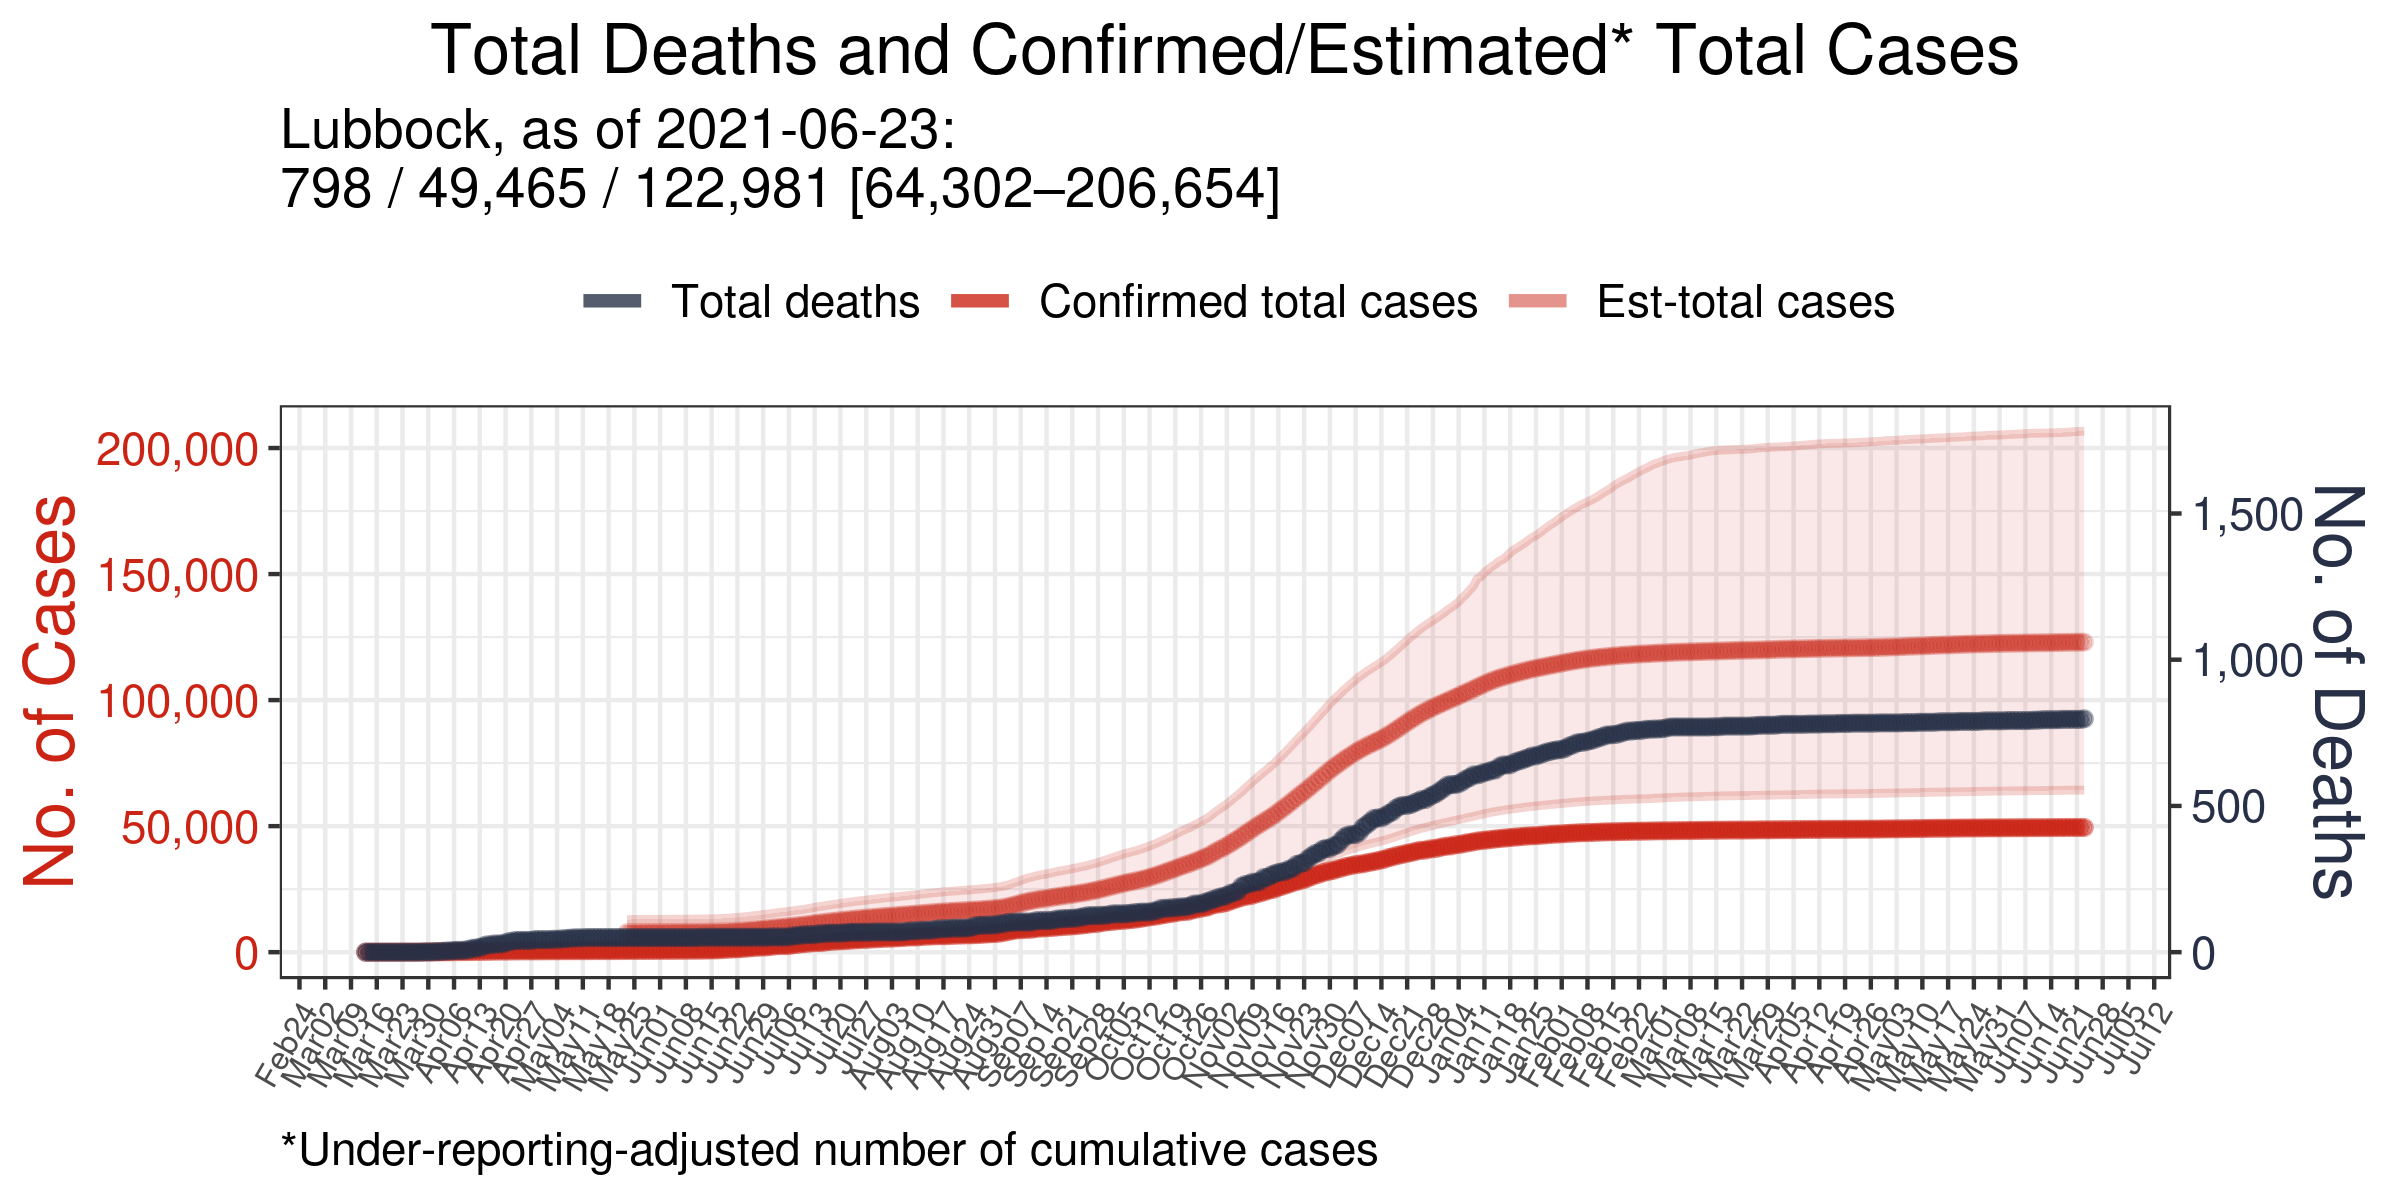 Total Deaths and Confirmed/Estimated* Total Cases
Lubbock, as of 2021-06-23:
798 / 49,465 / 122,981 [64,302–206,654]
Total deaths
Confirmed total cases
Est-total cases
No. of Cases
200,000
150,000
100,000
50,000
0
1,500
1,000
500
0
No. of Deaths
Feb24
Mar02
Mar09
Mar16
Mar23
Mar30
Apr06
Apr13
Apr20
Apr27
May04
May11
May18
May25
Jun01
Jun08
Jun15
Jun22
Jun29
Jul06
Jul13
Jul20
Jul27
Aug03
Aug10
Aug17
Aug24
Aug31
Sep07
Sep14
Sep21
Sep28
Oct05
Oct12
Oct19
Oct26
Nov02
Nov09
Nov16
Nov23
Nov30
Dec07
Dec14
Dec21
Dec28
Jan04
Jan11
Jan18
Jan25
Feb01
Feb08
Feb15
Feb22
Mar01
Mar08
Mar15
Mar22
Mar29
Apr05
Apr12
Apr19
Apr26
May03
May10
May17
May24
May31
Jun07
Jun14
Jun21
Jun28
Jul05
Jul12
*Under-reporting-adjusted number of cumulative cases